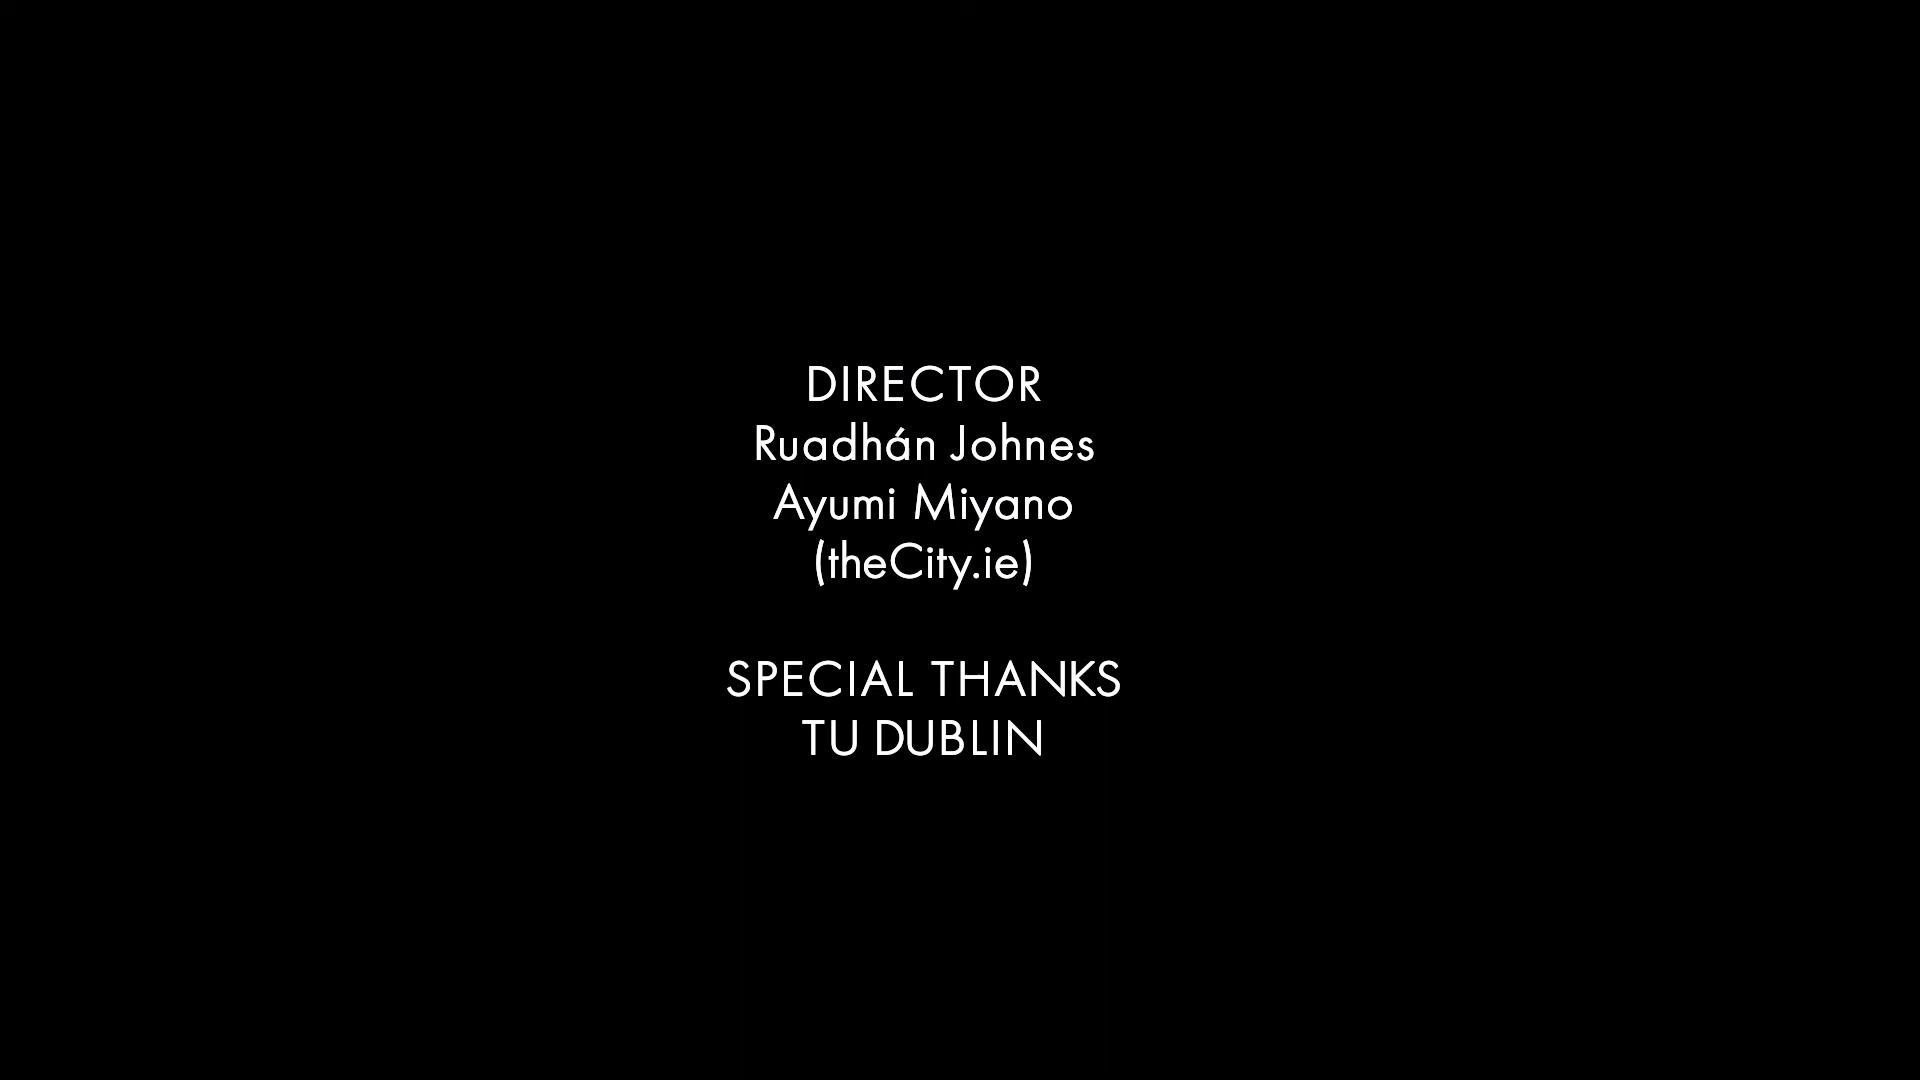 DIRECTOR
Ruadhán Johnes
Ayumi Miyano
(theCity.ie)
SPECIAL THANKS
TU DUBLIN